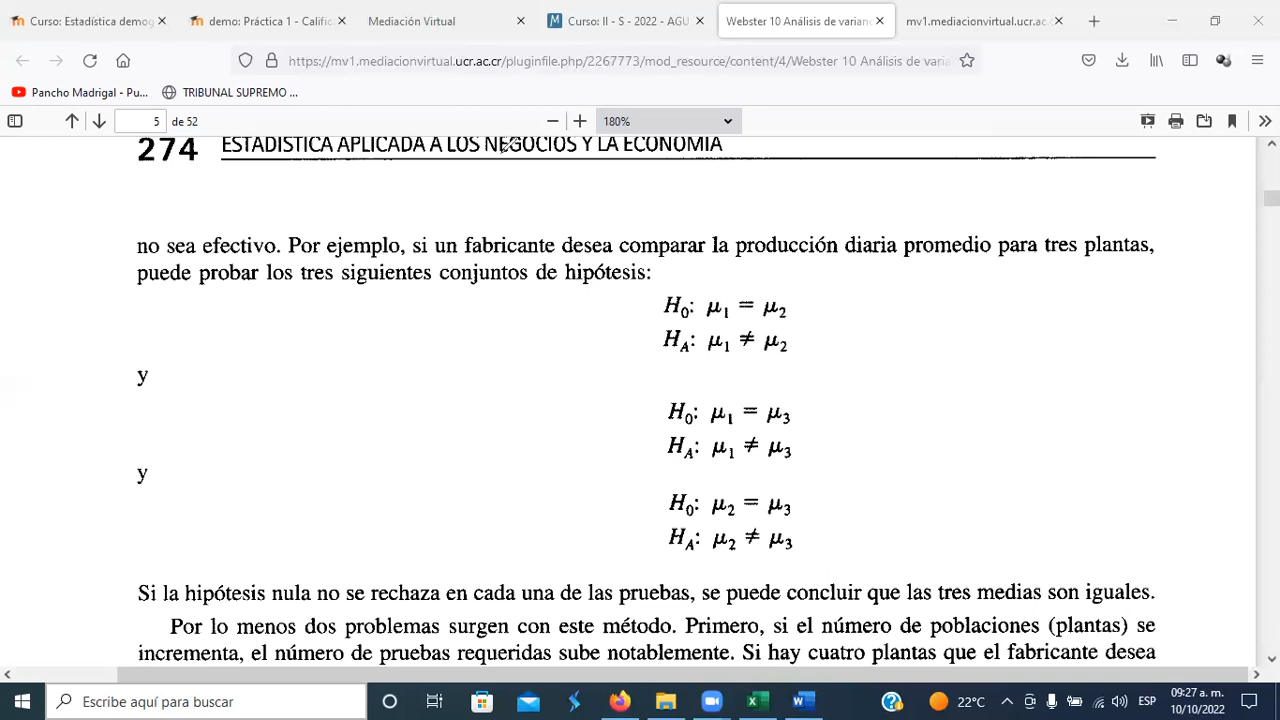 Curso: Estadística demog
demo: Práctica 1 - Califica
Mediación Virtual
Curso: II - S - 2022 - AGU
Webster 10 Análisis de varianc
mv1.mediacionvirtual.ucr.ac.c
https://mv1.mediacionvirtual.ucr.ac.cr/pluginfile.php/2267773/mod_resource/content/4/Webster 10 Análisis de varia
Pancho Madrigal - Pu...
TRIBUNAL SUPREMO ...
5 de 52
180%
274 ESTADISTICA APLICADA A LOS NEGOCIOS Y LA ECONOMIA
no sea efectivo. Por ejemplo, si un fabricante desea comparar la producción diaria promedio para tres plantas,
puede probar los tres siguientes conjuntos de hipótesis:
H₀: μ₁ = μ₂
H_A: μ₁ ≠ μ₂
y
H₀: μ₁ = μ₃
H_A: μ₁ ≠ μ₃
y
H₀: μ₂ = μ₃
H_A: μ₂ ≠ μ₃
Si la hipótesis nula no se rechaza en cada una de las pruebas, se puede concluir que las tres medias son iguales.
Por lo menos dos problemas surgen con este método. Primero, si el número de poblaciones (plantas) se
incrementa, el número de pruebas requeridas sube notablemente. Si hay cuatro plantas que el fabricante desea
Escribe aquí para buscar
22°C
ESP
09:27 a. m.
10/10/2022